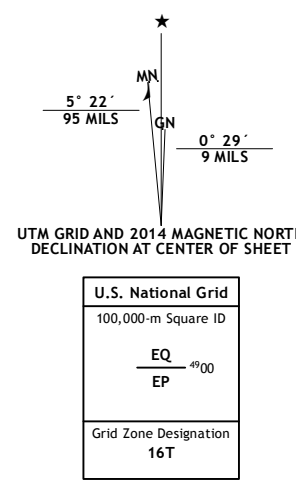 ★
MN.
5° 22´
95 MILS
GN
0° 29´
9 MILS
UTM GRID AND 2014 MAGNETIC NORTH
DECLINATION AT CENTER OF SHEET
U.S. National Grid
100,000-m Square ID
EQ
4900
EP
Grid Zone Designation
16T